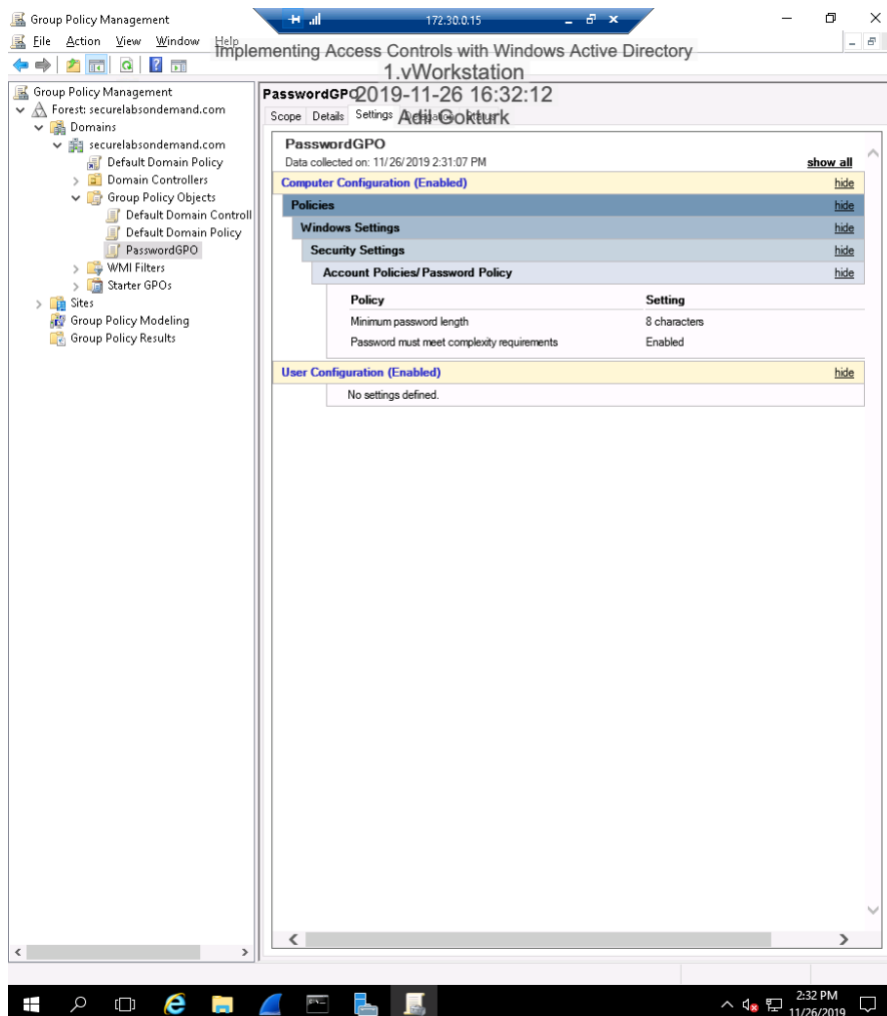 Group Policy Management
172.30.0.15
File Action View Window Help
Implementing Access Controls with Windows Active Directory
1.vWorkstation
2019-11-26 16:32:12
Adil Gokturk
Group Policy Management
Forest: securelabsondemand.com
Domains
securelabsondemand.com
Default Domain Policy
Domain Controllers
Group Policy Objects
Default Domain Controll
Default Domain Policy
PasswordGPO
WMI Filters
Starter GPOs
Sites
Group Policy Modeling
Group Policy Results
PasswordGPO
Scope Details Settings
PasswordGPO
Data collected on: 11/26/2019 2:31:07 PM show all
Computer Configuration (Enabled) hide
Policies hide
Windows Settings hide
Security Settings hide
Account Policies/Password Policy hide
Policy Setting
Minimum password length 8 characters
Password must meet complexity requirements Enabled
User Configuration (Enabled) hide
No settings defined.
2:32 PM
11/26/2019